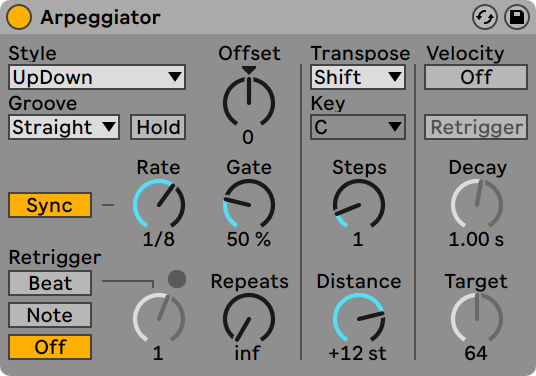 Arpeggiator
Style
UpDown
Groove
Straight
Hold
Offset
0
Sync
Rate
1/8
Gate
50 %
Retrigger
Beat
Note
Off
1
Repeats
inf
Transpose
Shift
Key
C
Steps
1
Distance
+12 st
Velocity
Off
Retrigger
Decay
1.00 s
Target
64